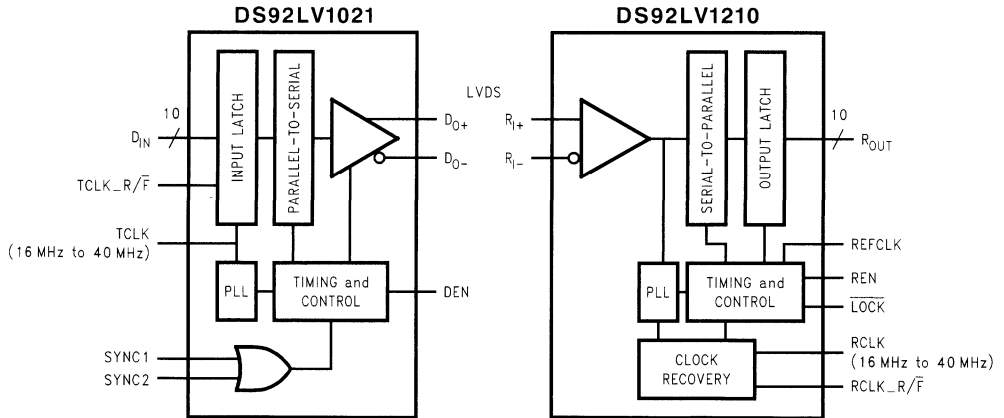 DS92LV1021
DS92LV1210
10
D_IN
TCLK_R/F̅
TCLK
(16 MHz to 40 MHz)
SYNC1
SYNC2
INPUT LATCH
PARALLEL-TO-SERIAL
PLL
TIMING and
CONTROL
D_O+
D_O-
DEN
LVDS
R_I+
R_I-
SERIAL-TO-PARALLEL
OUTPUT LATCH
PLL
TIMING and
CONTROL
CLOCK
RECOVERY
10
R_OUT
REFCLK
REN
L̅O̅C̅K̅
RCLK
(16 MHz to 40 MHz)
RCLK_R/F̅